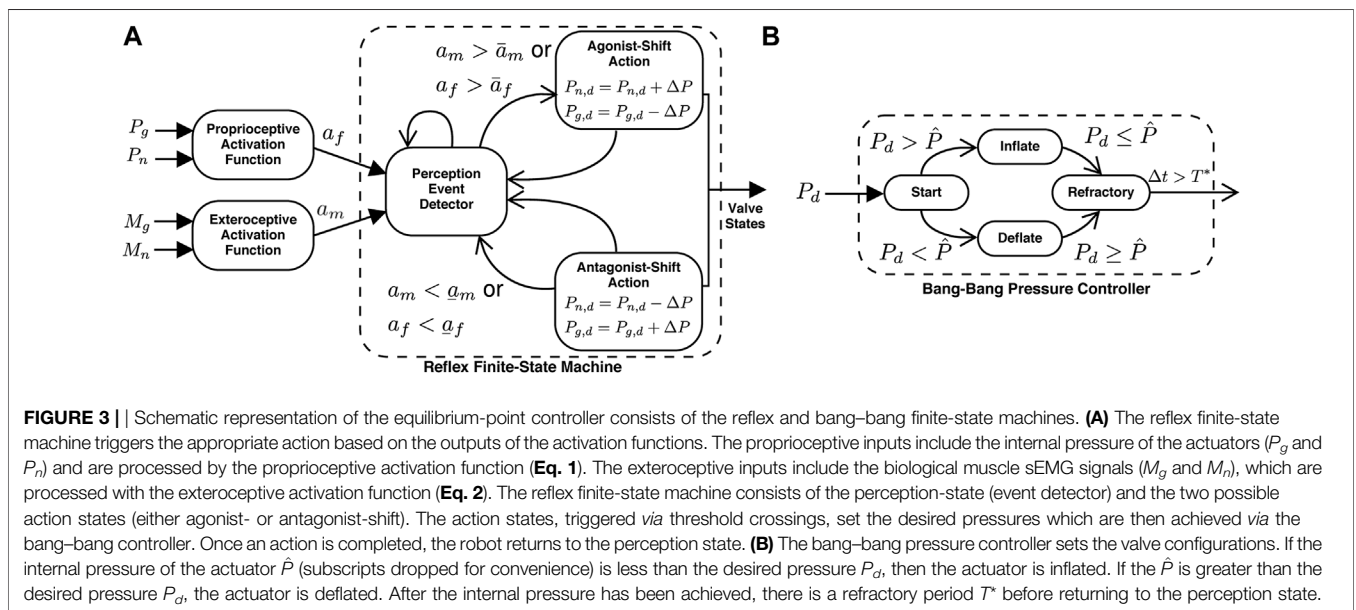 A
a_m > ā_m or
a_f > ā_f
Agonist-Shift
Action
P_{n,d} = P_{n,d} + ΔP
P_{g,d} = P_{g,d} − ΔP
P_g
P_n
Proprioceptive
Activation
Function
a_f
Perception
Event
Detector
M_g
M_n
Exteroceptive
Activation
Function
a_m
Valve
States
a_m < a̲_m or
a_f < a̲_f
Antagonist-Shift
Action
P_{n,d} = P_{n,d} − ΔP
P_{g,d} = P_{g,d} + ΔP
Reflex Finite-State Machine
B
P_d > P̂
Inflate
P_d ≤ P̂
P_d
Start
Refractory
Δt > T*
P_d < P̂
Deflate
P_d ≥ P̂
Bang-Bang Pressure Controller
FIGURE 3 | | Schematic representation of the equilibrium-point controller consists of the reflex and bang–bang finite-state machines. (A) The reflex finite-state
machine triggers the appropriate action based on the outputs of the activation functions. The proprioceptive inputs include the internal pressure of the actuators (P_g and
P_n) and are processed by the proprioceptive activation function (Eq. 1). The exteroceptive inputs include the biological muscle sEMG signals (M_g and M_n), which are
processed with the exteroceptive activation function (Eq. 2). The reflex finite-state machine consists of the perception-state (event detector) and the two possible
action states (either agonist- or antagonist-shift). The action states, triggered via threshold crossings, set the desired pressures which are then achieved via the
bang–bang controller. Once an action is completed, the robot returns to the perception state. (B) The bang–bang pressure controller sets the valve configurations. If the
internal pressure of the actuator P̂ (subscripts dropped for convenience) is less than the desired pressure P_d, then the actuator is inflated. If the P̂ is greater than the
desired pressure P_d, the actuator is deflated. After the internal pressure has been achieved, there is a refractory period T* before returning to the perception state.